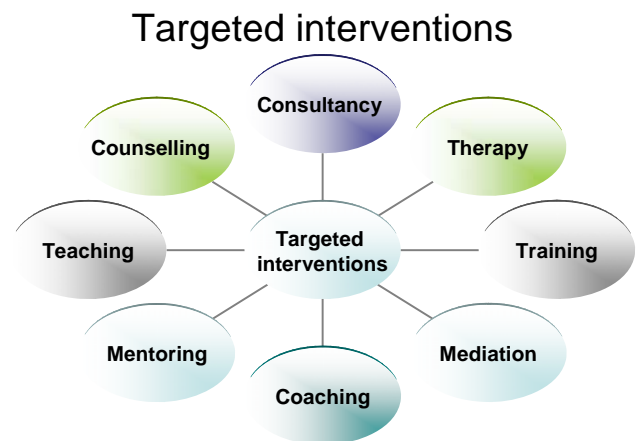 Targeted interventions
Consultancy
Counselling
Therapy
Teaching
Targeted
interventions
Training
Mentoring
Mediation
Coaching